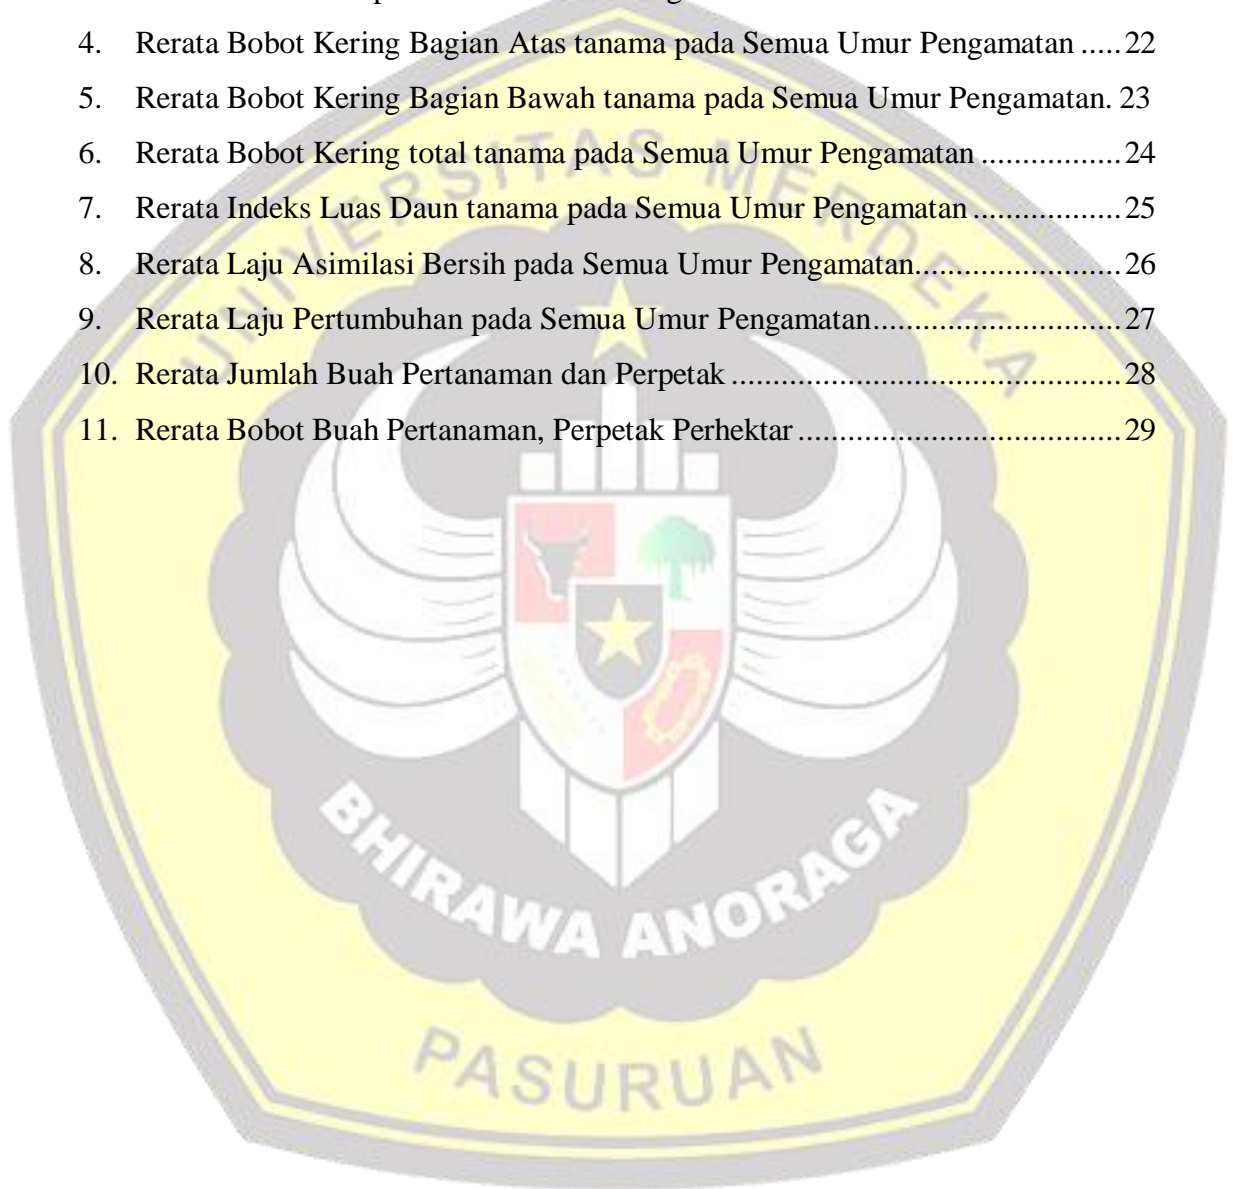 4. Rerata Bobot Kering Bagian Atas tanama pada Semua Umur Pengamatan .....22
5. Rerata Bobot Kering Bagian Bawah tanama pada Semua Umur Pengamatan. 23
6. Rerata Bobot Kering total tanama pada Semua Umur Pengamatan .................24
7. Rerata Indeks Luas Daun tanama pada Semua Umur Pengamatan ..................25
8. Rerata Laju Asimilasi Bersih pada Semua Umur Pengamatan.........................26
9. Rerata Laju Pertumbuhan pada Semua Umur Pengamatan..............................27
10. Rerata Jumlah Buah Pertanaman dan Perpetak ................................................28
11. Rerata Bobot Buah Pertanaman, Perpetak Perhektar ........................................29
UNIVERSITAS MERDEKA
BHIRAWA ANORAGA
PASURUAN